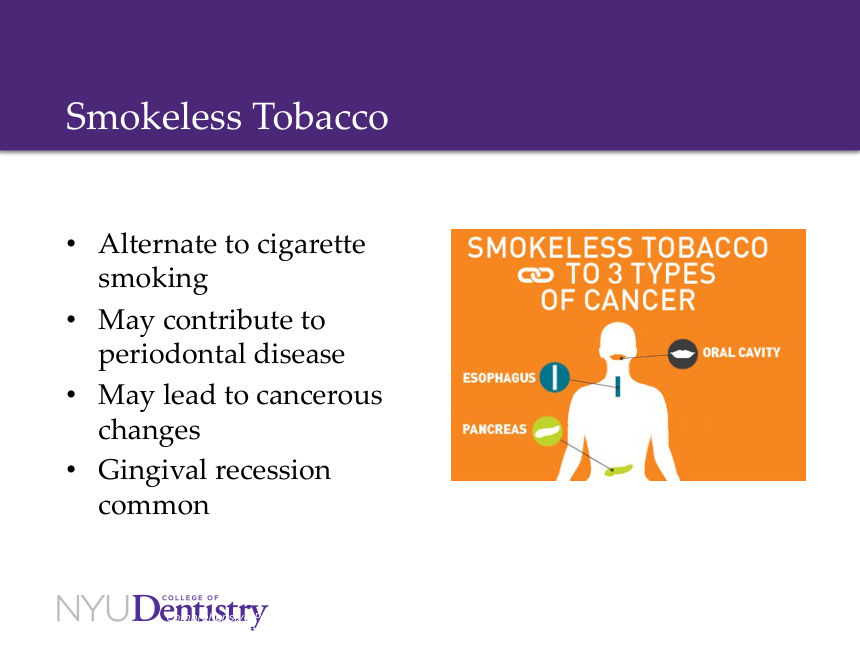 Smokeless Tobacco
• Alternate to cigarette
smoking
• May contribute to
periodontal disease
• May lead to cancerous
changes
• Gingival recession
common
SMOKELESS TOBACCO
TO 3 TYPES
OF CANCER
ORAL CAVITY
ESOPHAGUS
PANCREAS
COLLEGE OF
NYU Dentistry